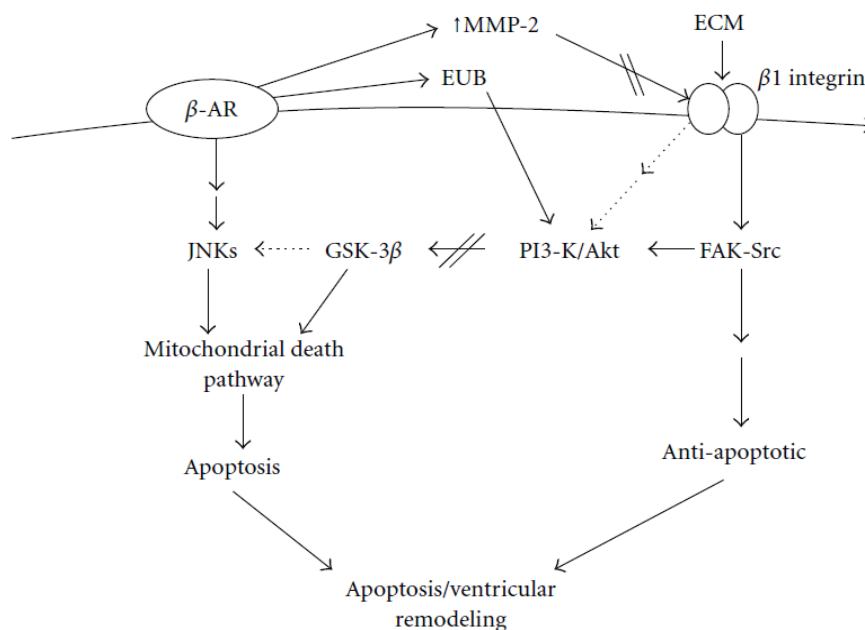 ↑MMP-2
ECM
EUB
β1 integrin
β-AR
JNKs
GSK-3β
PI3-K/Akt
FAK-Src
Mitochondrial death
pathway
Apoptosis
Anti-apoptotic
Apoptosis/ventricular
remodeling